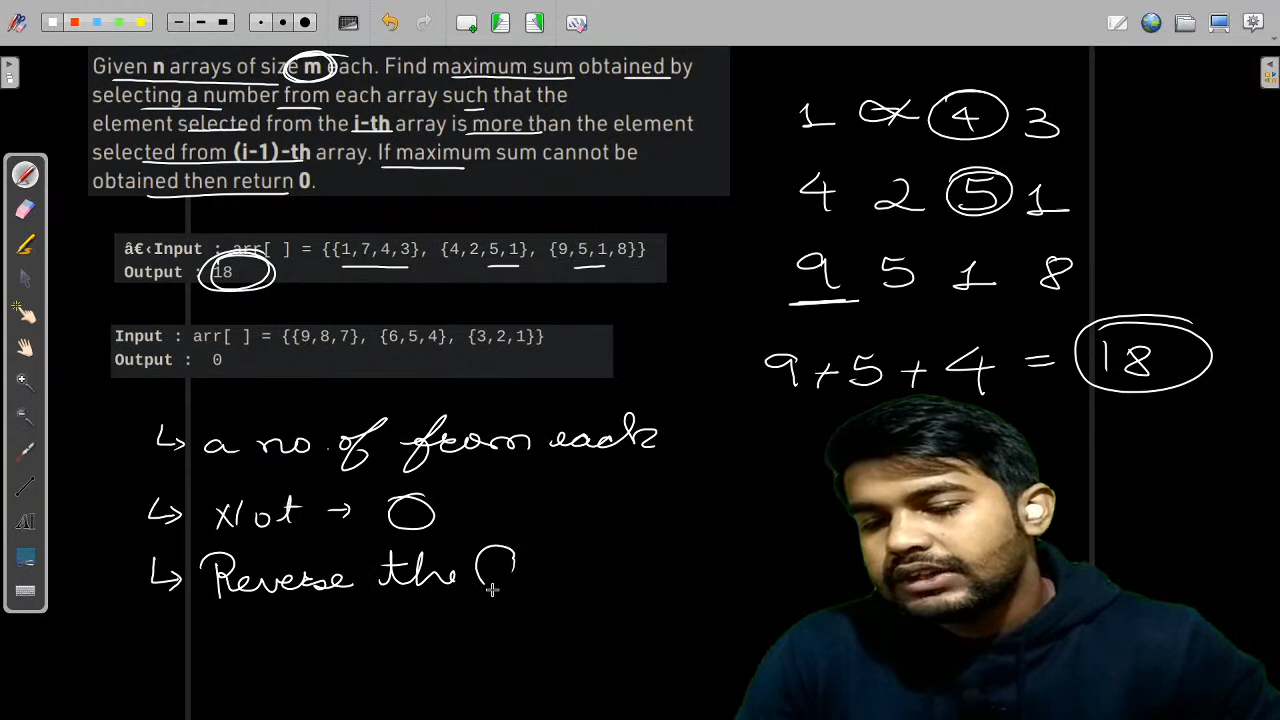 Given n arrays of size m each. Find maximum sum obtained by
selecting a number from each array such that the
element selected from the i-th array is more than the element
selected from (i-1)-th array. If maximum sum cannot be
obtained then return 0.
â€‹Input : arr[ ] = {{1,7,4,3}, {4,2,5,1}, {9,5,1,8}}
Output : 18
Input : arr[ ] = {{9,8,7}, {6,5,4}, {3,2,1}}
Output : 0
a no. of from each
Not → 0
Reverse the
1 4 3
4 2 5 1
9 5 1 8
9 + 5 + 4 = 18